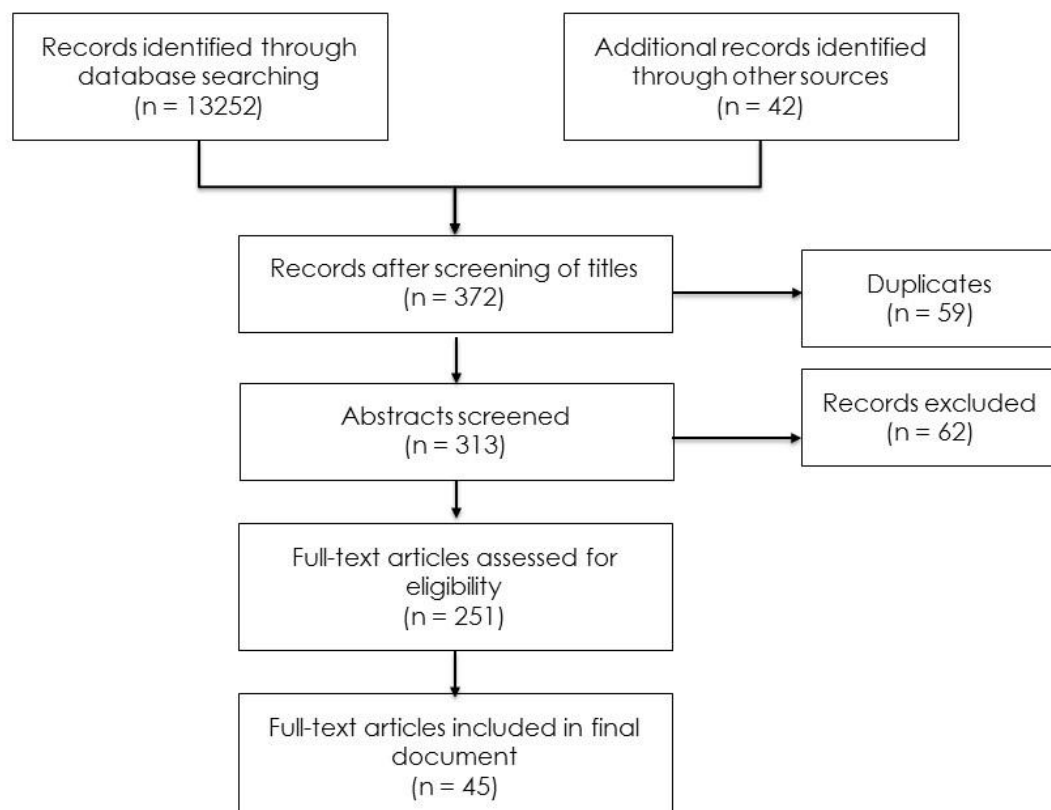 Records identified through
database searching
(n = 13252)
Additional records identified
through other sources
(n = 42)
Records after screening of titles
(n = 372)
Duplicates
(n = 59)
Abstracts screened
(n = 313)
Records excluded
(n = 62)
Full-text articles assessed for
eligibility
(n = 251)
Full-text articles included in final
document
(n = 45)